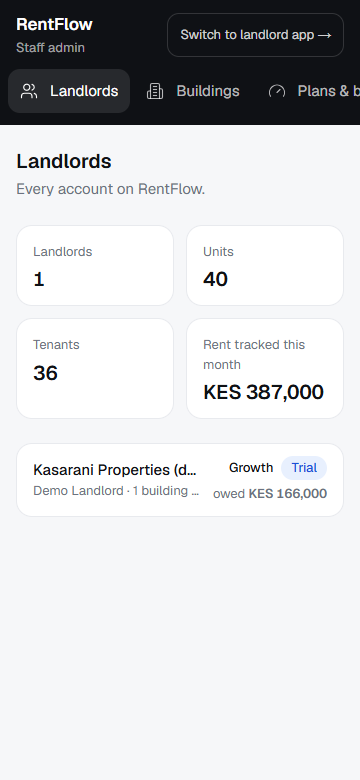 RentFlow
Staff admin
Switch to landlord app →
Landlords
Buildings
Plans & b
Landlords
Every account on RentFlow.
Landlords
1
Units
40
Tenants
36
Rent tracked this
month
KES 387,000
Kasarani Properties (d...
Growth
Trial
Demo Landlord · 1 building ...
owed KES 166,000